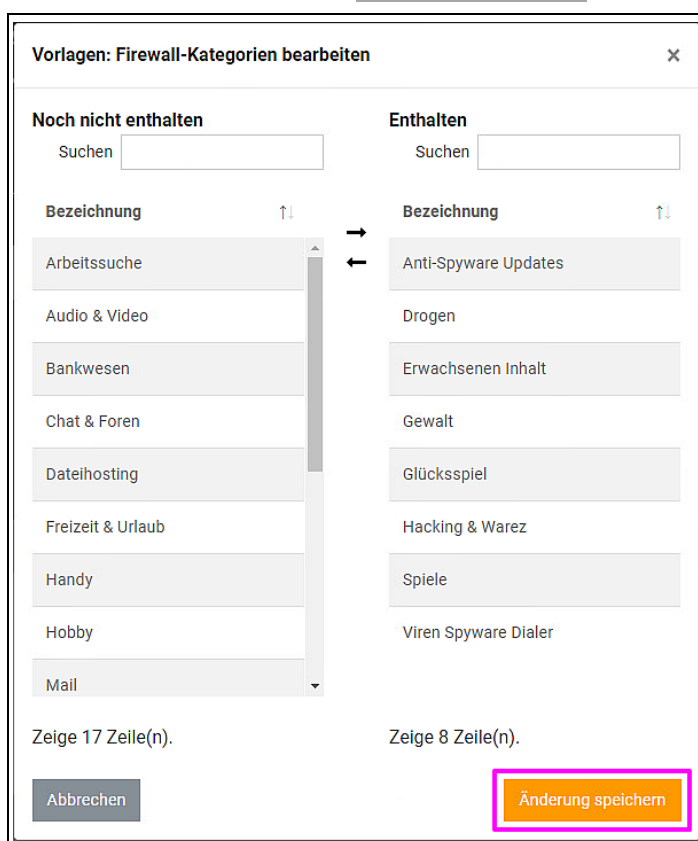 Vorlagen: Firewall-Kategorien bearbeiten ×
Noch nicht enthalten
Suchen
Bezeichnung
Arbeitssuche
Audio & Video
Bankwesen
Chat & Foren
Dateihosting
Freizeit & Urlaub
Handy
Hobby
Mail
Zeige 17 Zeile(n).
Enthalten
Suchen
Bezeichnung
Anti-Spyware Updates
Drogen
Erwachsenen Inhalt
Gewalt
Glücksspiel
Hacking & Warez
Spiele
Viren Spyware Dialer
Zeige 8 Zeile(n).
Abbrechen
Änderung speichern